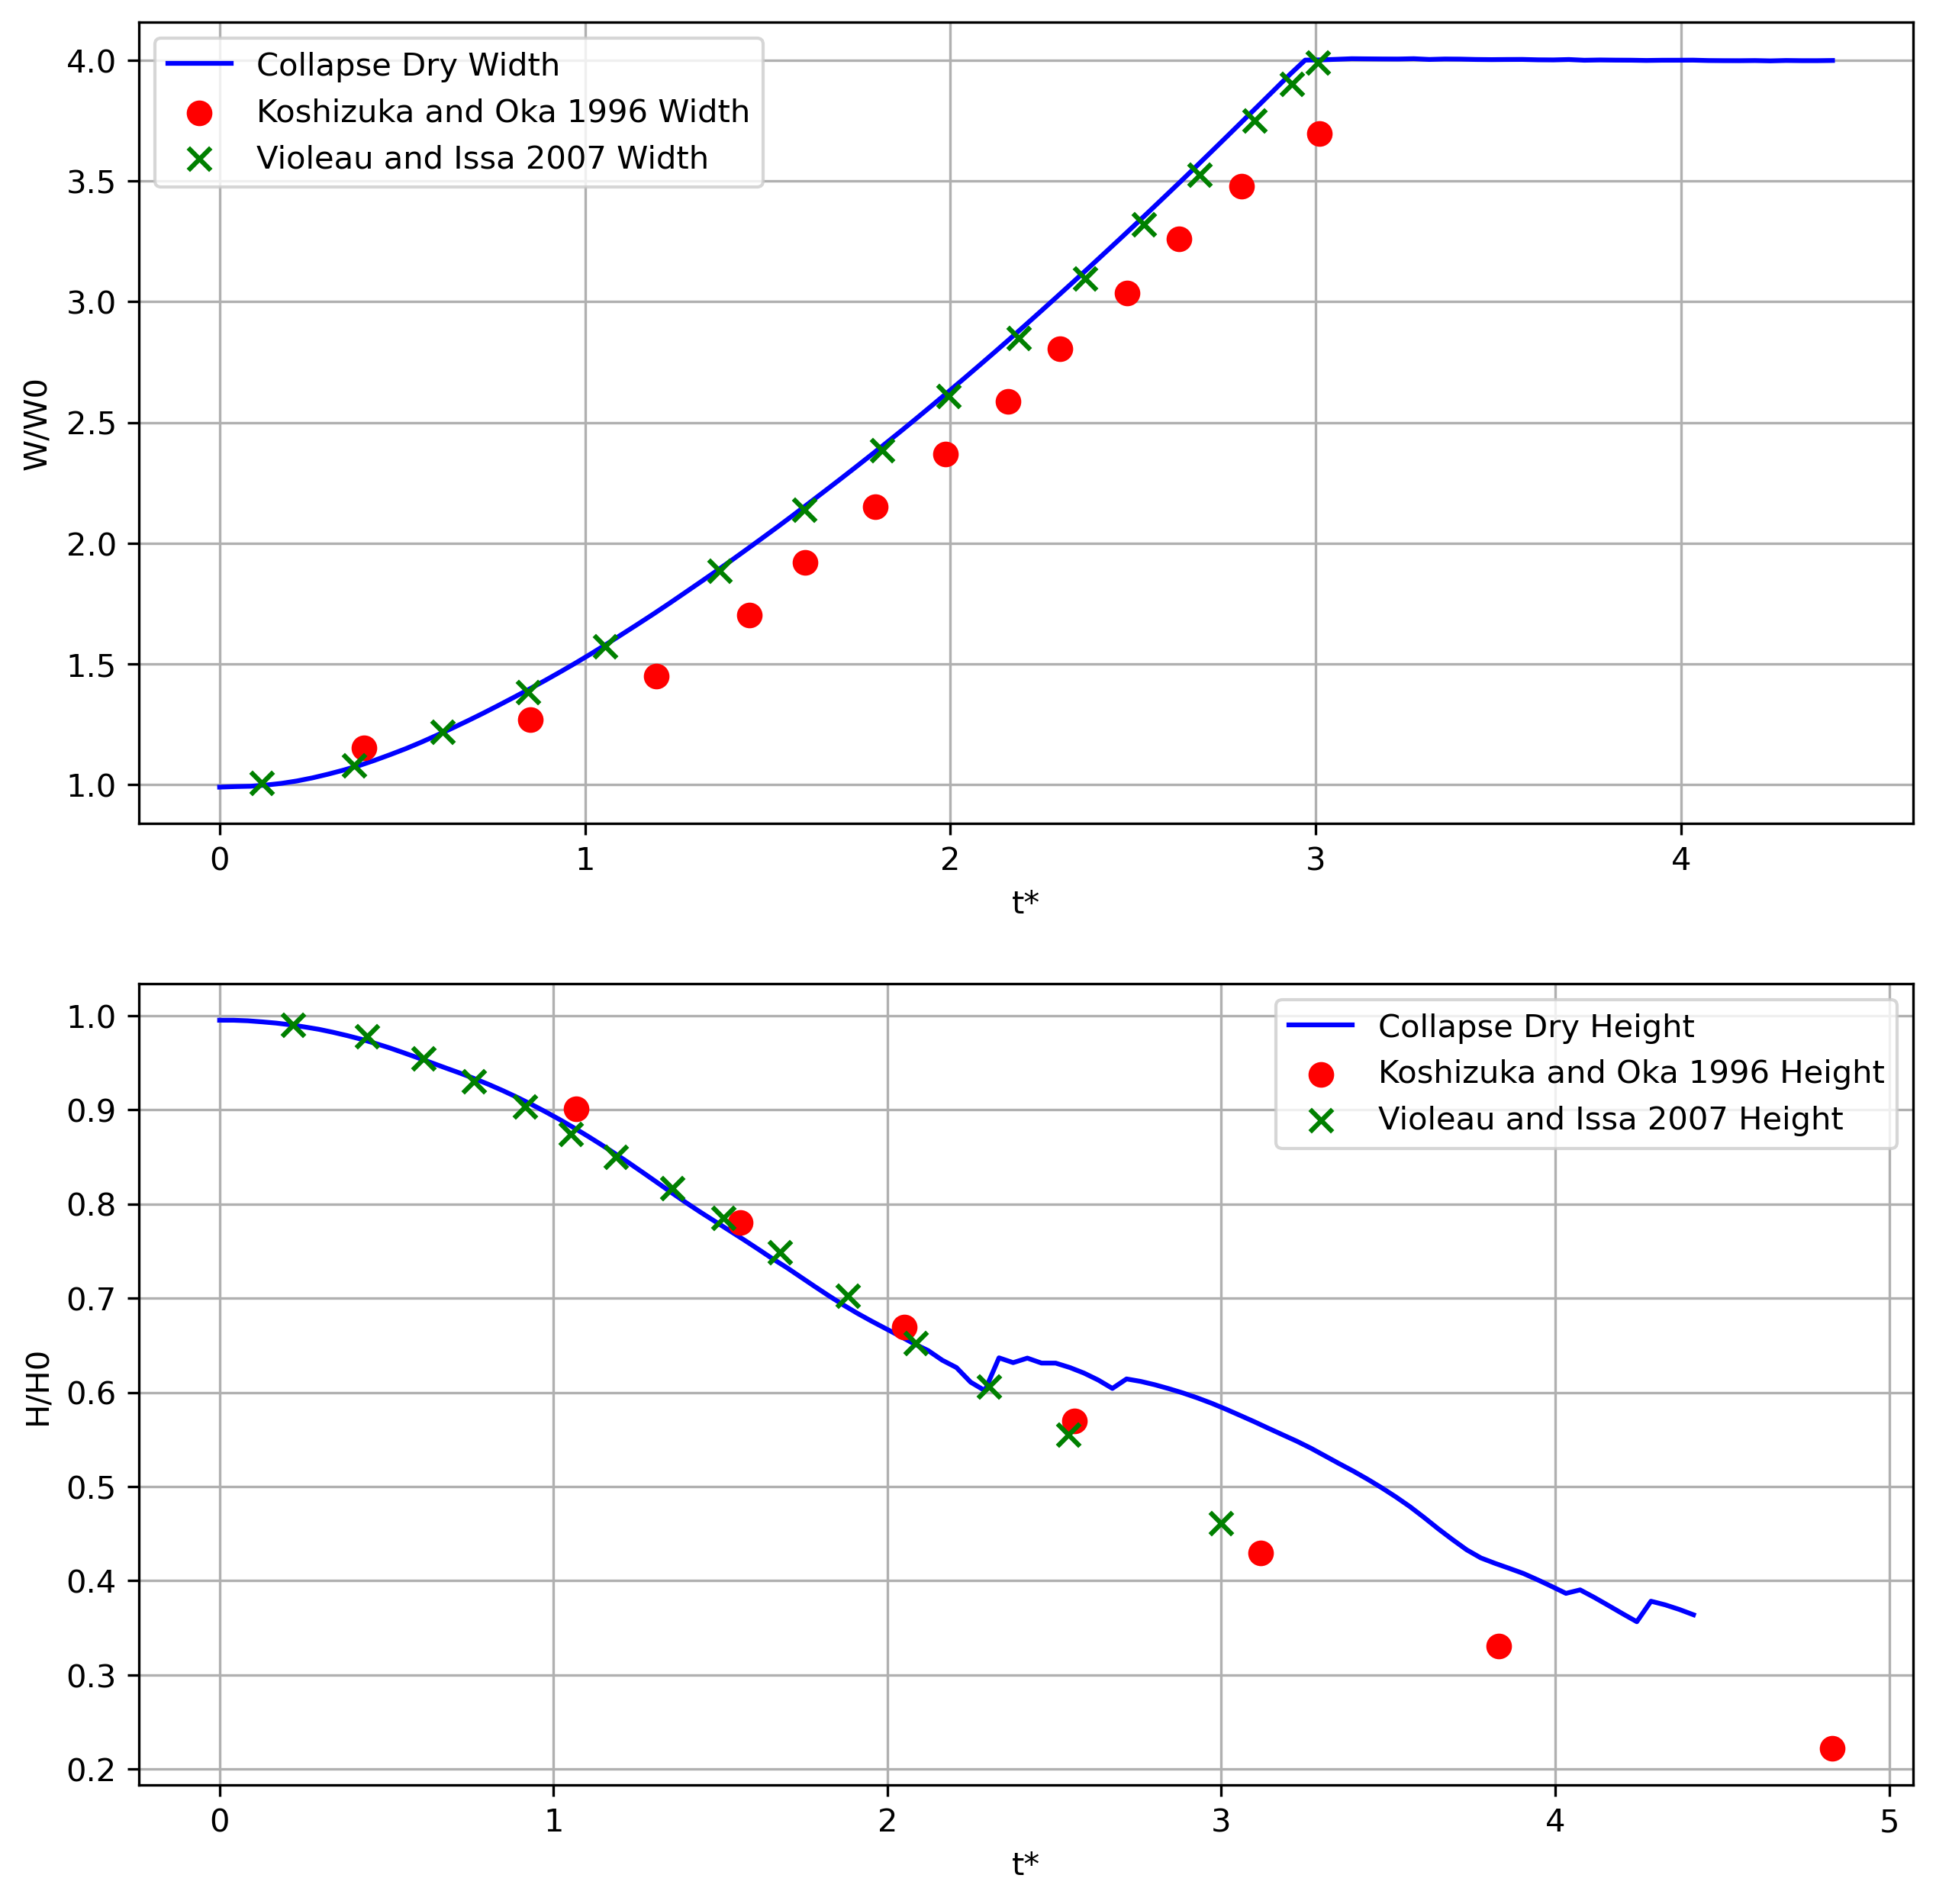 4.0
3.5
3.0
2.5
2.0
1.5
1.0
W/W0
Collapse Dry Width
Koshizuka and Oka 1996 Width
Violeau and Issa 2007 Width
0 1 2 3 4
t*
1.0
0.9
0.8
0.7
0.6
0.5
0.4
0.3
0.2
H/H0
Collapse Dry Height
Koshizuka and Oka 1996 Height
Violeau and Issa 2007 Height
0 1 2 3 4 5
t*